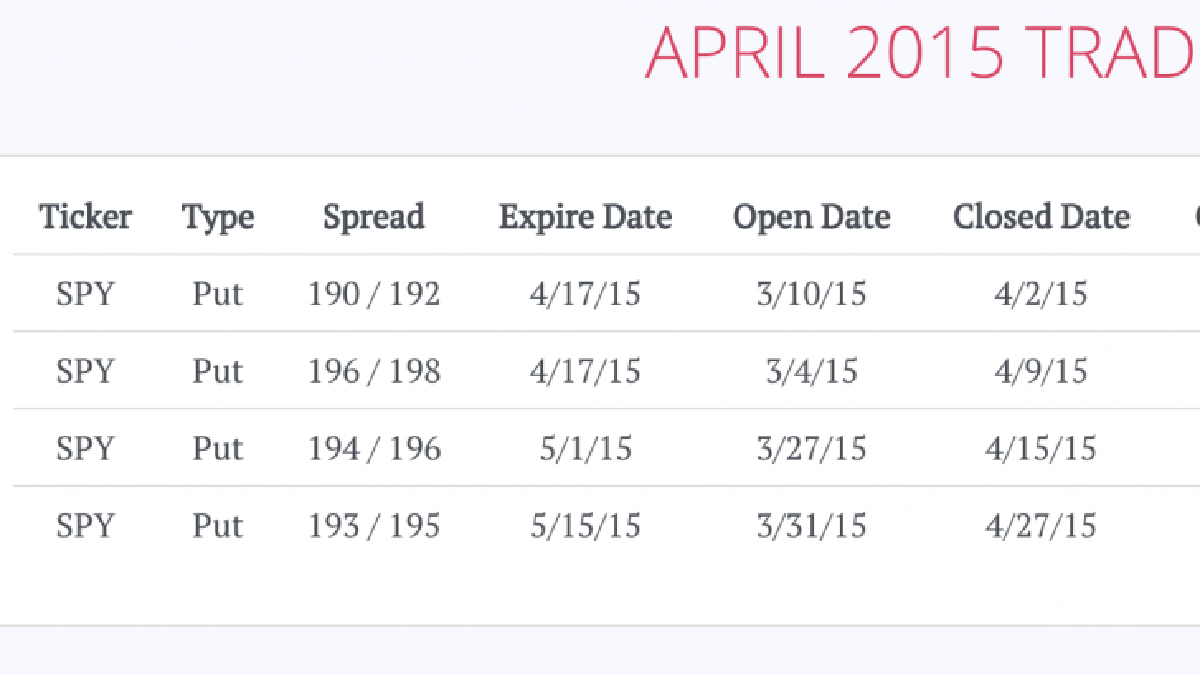 APRIL 2015 TRAD
Ticker Type Spread Expire Date Open Date Closed Date
SPY Put 190 / 192 4/17/15 3/10/15 4/2/15
SPY Put 196 / 198 4/17/15 3/4/15 4/9/15
SPY Put 194 / 196 5/1/15 3/27/15 4/15/15
SPY Put 193 / 195 5/15/15 3/31/15 4/27/15